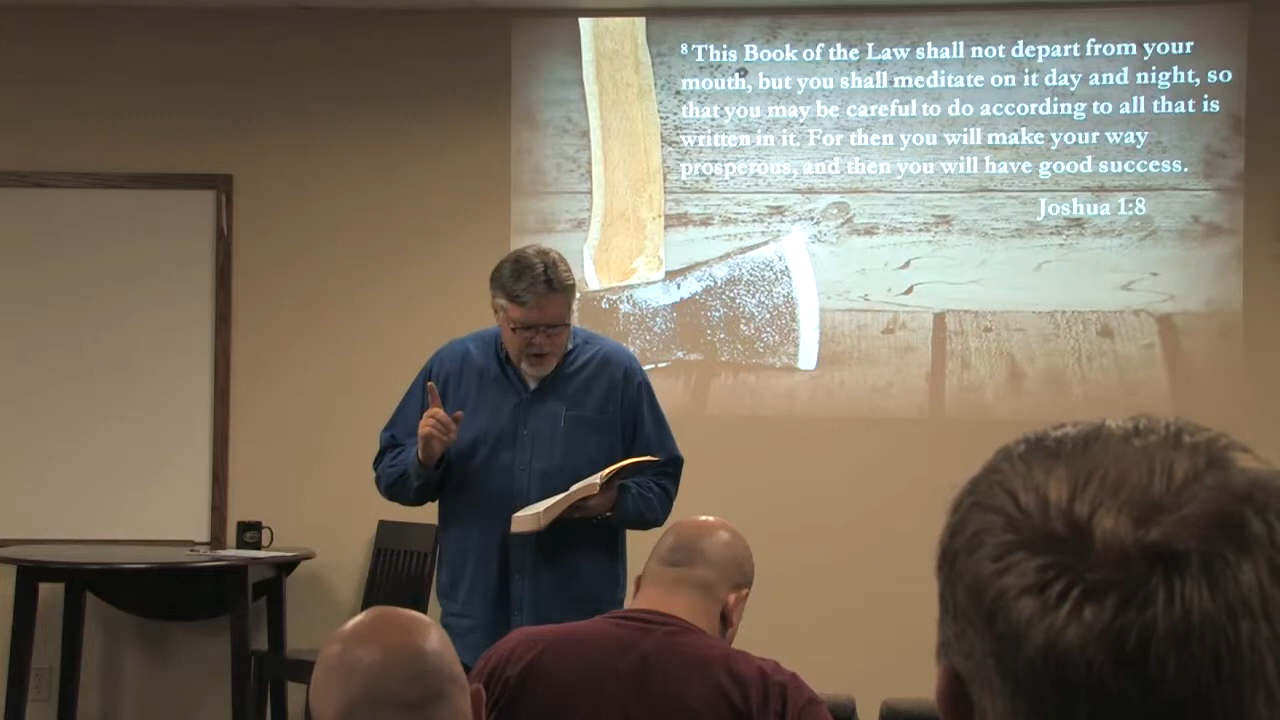 ⁸ This Book of the Law shall not depart from your
mouth, but you shall meditate on it day and night, so
that you may be careful to do according to all that is
written in it. For then you will make your way
prosperous, and then you will have good success.
Joshua 1:8